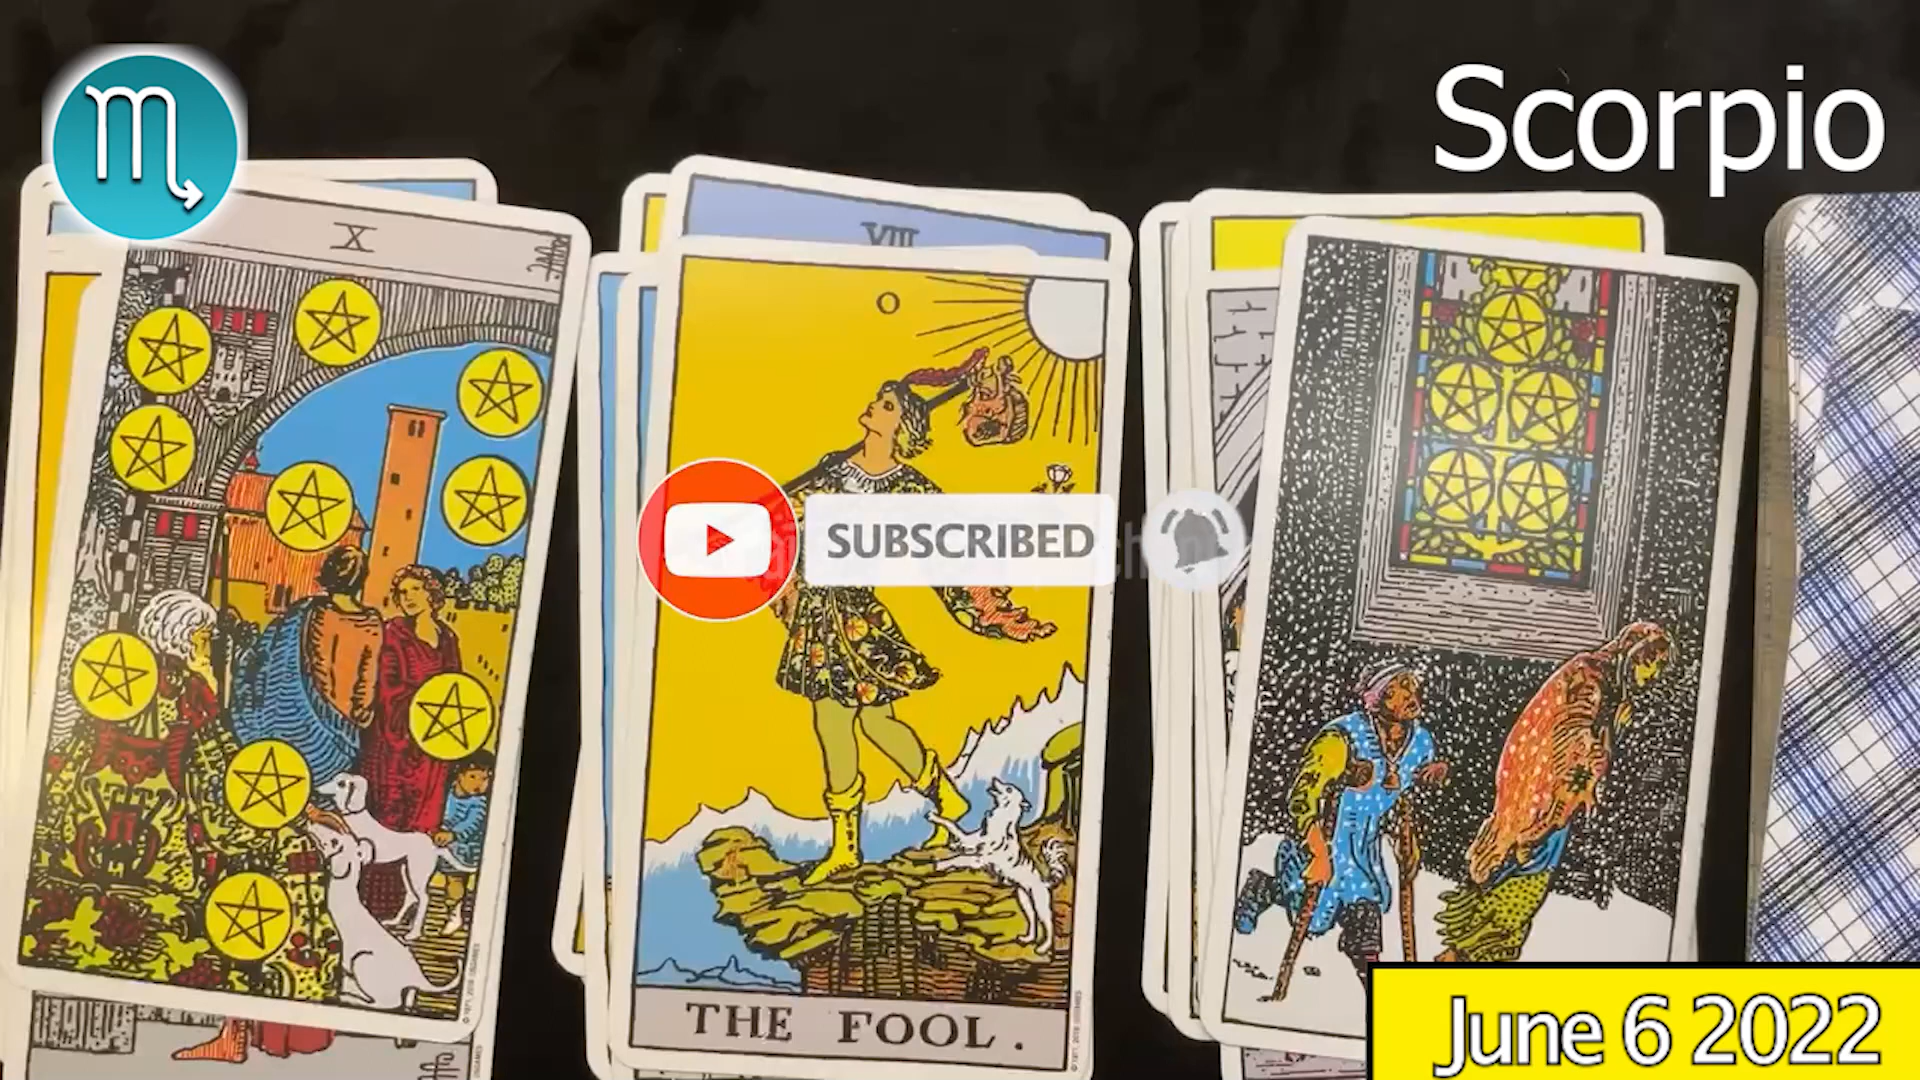 Scorpio
X
VIII
0
SUBSCRIBED
THE FOOL.
June 6 2022